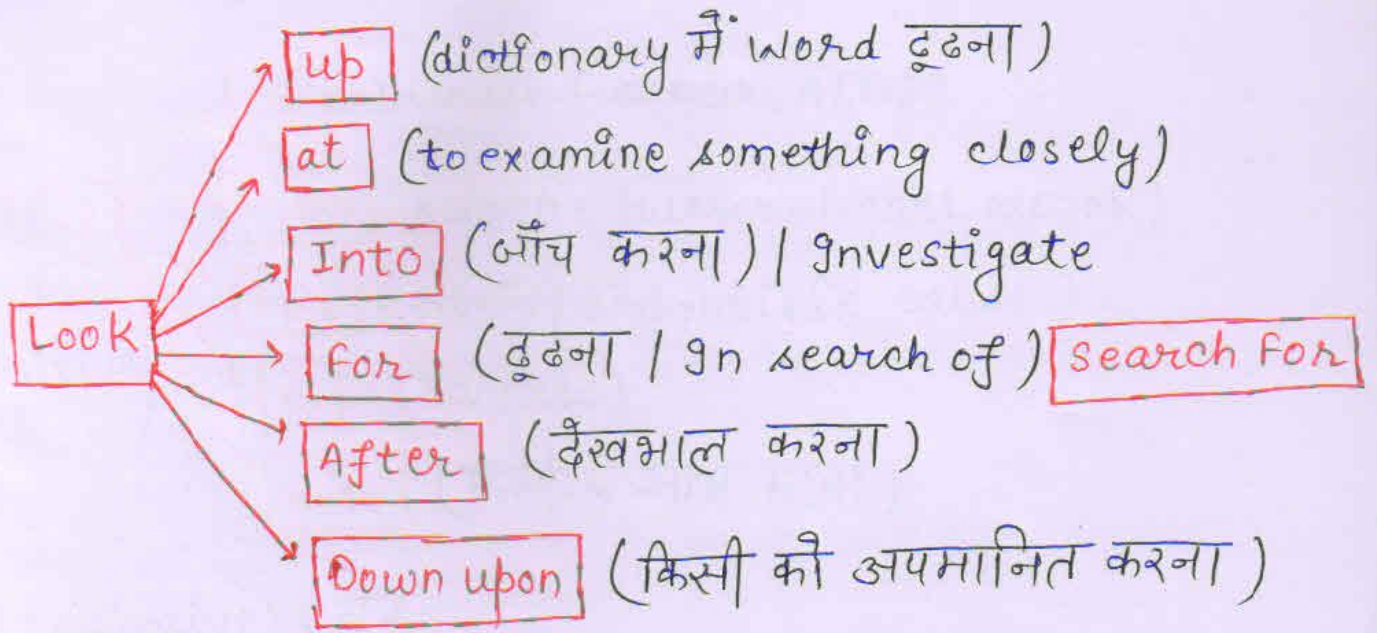 up (dictionary में word ढूढना)
at (to examine something closely)
Into (जाँच करना) | Investigate
Look
For (ढूढना | In search of) Search For
After (देखभाल करना)
Down upon (किसी को अपमानित करना)